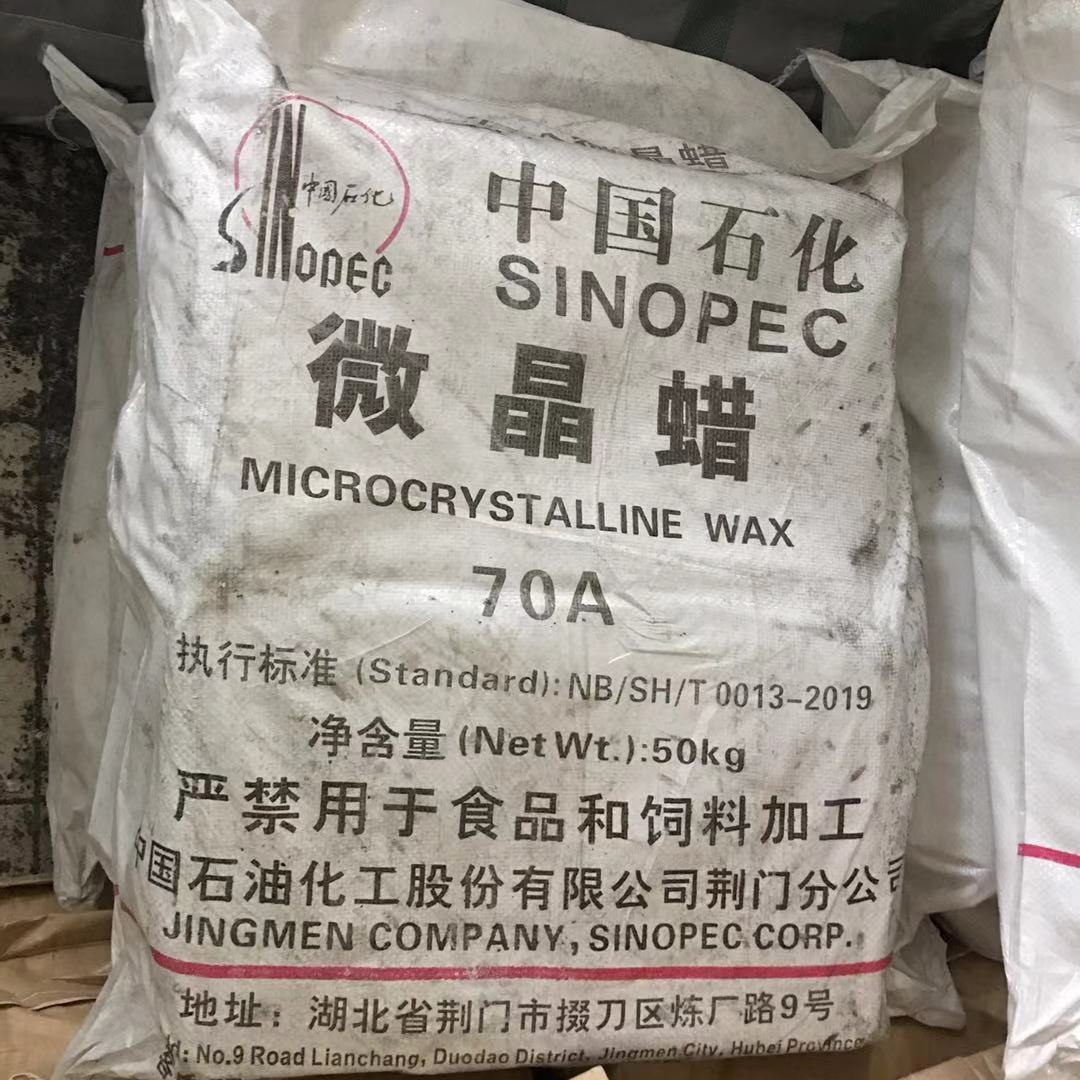 晶蜡
中国石化
SINOPEC
中国石化
SINOPEC
微晶蜡
MICROCRYSTALLINE WAX
70A
执行标准 (Standard): NB/SH/T 0013-2019
净含量 (Net Wt.): 50kg
严禁用于食品和饲料加工
中国石油化工股份有限公司荆门分公司
JINGMEN COMPANY, SINOPEC CORP.
地址：湖北省荆门市掇刀区炼厂路9号
: No.9 Road Lianchang, Duodao District, Jingmen City, Hubei Province